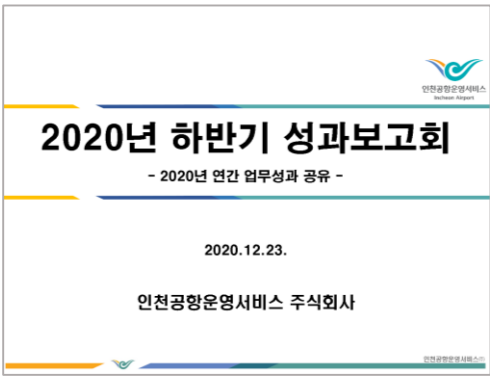 인천공항운영서비스
Incheon Airport
2020년 하반기 성과보고회
- 2020년 연간 업무성과 공유 -
2020.12.23.
인천공항운영서비스 주식회사
인천공항운영서비스㈜